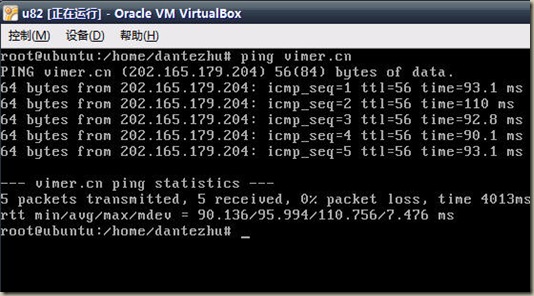 u82 [正在运行] - Oracle VM VirtualBox
控制(M) 设备(D) 帮助(H)
root@ubuntu:/home/dantezhu# ping vimer.cn
PING vimer.cn (202.165.179.204) 56(84) bytes of data.
64 bytes from 202.165.179.204: icmp_seq=1 ttl=56 time=93.1 ms
64 bytes from 202.165.179.204: icmp_seq=2 ttl=56 time=110 ms
64 bytes from 202.165.179.204: icmp_seq=3 ttl=56 time=92.8 ms
64 bytes from 202.165.179.204: icmp_seq=4 ttl=56 time=90.1 ms
64 bytes from 202.165.179.204: icmp_seq=5 ttl=56 time=93.1 ms
--- vimer.cn ping statistics ---
5 packets transmitted, 5 received, 0% packet loss, time 4013ms
rtt min/avg/max/mdev = 90.136/95.994/110.756/7.476 ms
root@ubuntu:/home/dantezhu# _